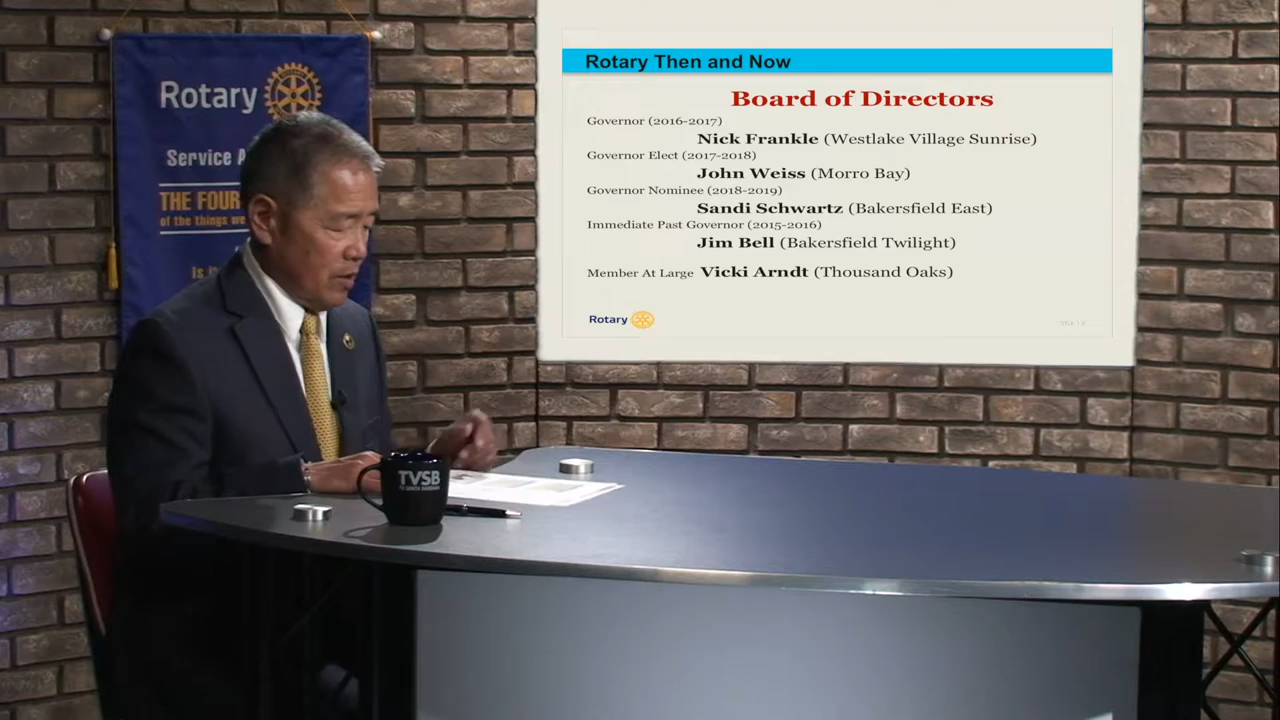 Rotary
Service A
THE FOUR
of the things we
Is i
Rotary Then and Now
Board of Directors
Governor (2016-2017)
Nick Frankle (Westlake Village Sunrise)
Governor Elect (2017-2018)
John Weiss (Morro Bay)
Governor Nominee (2018-2019)
Sandi Schwartz (Bakersfield East)
Immediate Past Governor (2015-2016)
Jim Bell (Bakersfield Twilight)
Member At Large Vicki Arndt (Thousand Oaks)
Rotary
TVSB